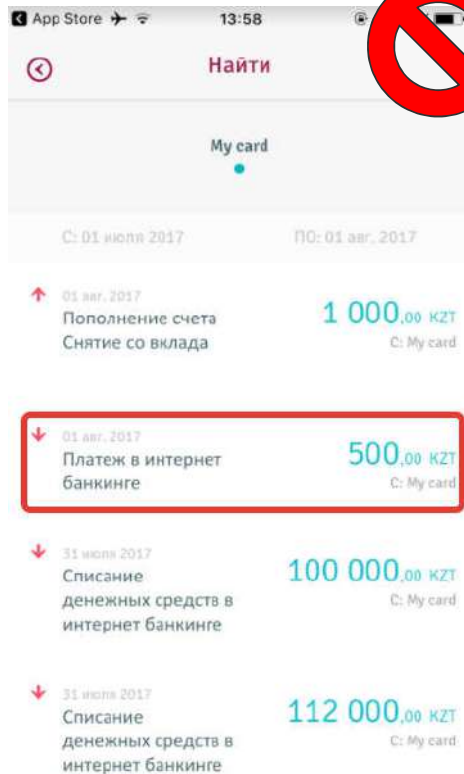 App Store
13:58
Найти
My card
С: 01 июля 2017 ПО: 01 авг. 2017
01 авг. 2017
Пополнение счета 1 000,00 KZT
Снятие со вклада С: My card
01 авг. 2017
Платеж в интернет 500,00 KZT
банкинге С: My card
31 июля 2017
Списание 100 000,00 KZT
денежных средств в С: My card
интернет банкинге
31 июля 2017
Списание 112 000,00 KZT
денежных средств в С: My card
интернет банкинге